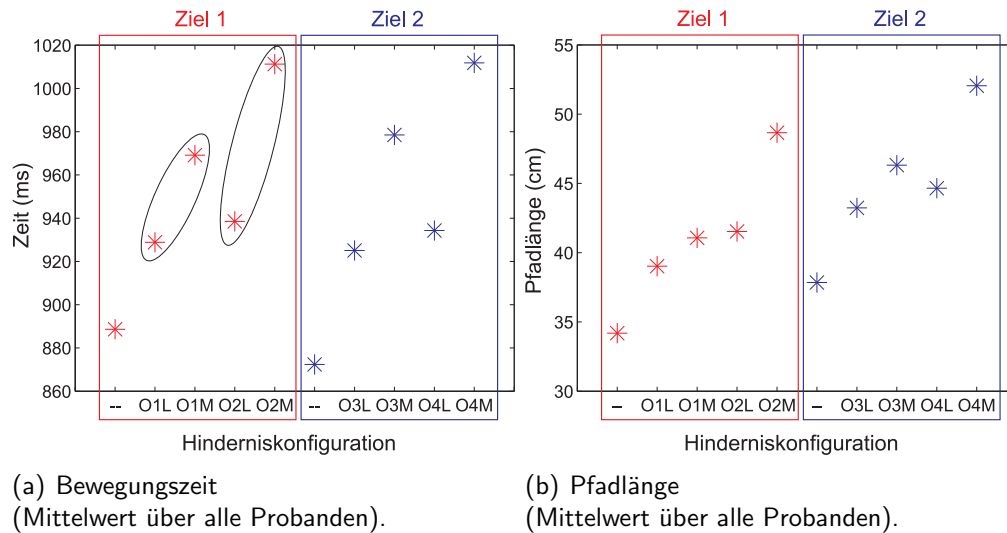 Ziel 1
Ziel 2
1020
1000
980
960
940
920
900
880
860
Zeit (ms)
-- O1L O1M O2L O2M -- O3L O3M O4L O4M
Hinderniskonfiguration
(a) Bewegungszeit
(Mittelwert über alle Probanden).
Ziel 1
Ziel 2
55
50
45
40
35
30
Pfadlänge (cm)
– O1L O1M O2L O2M – O3L O3M O4L O4M
Hinderniskonfiguration
(b) Pfadlänge
(Mittelwert über alle Probanden).